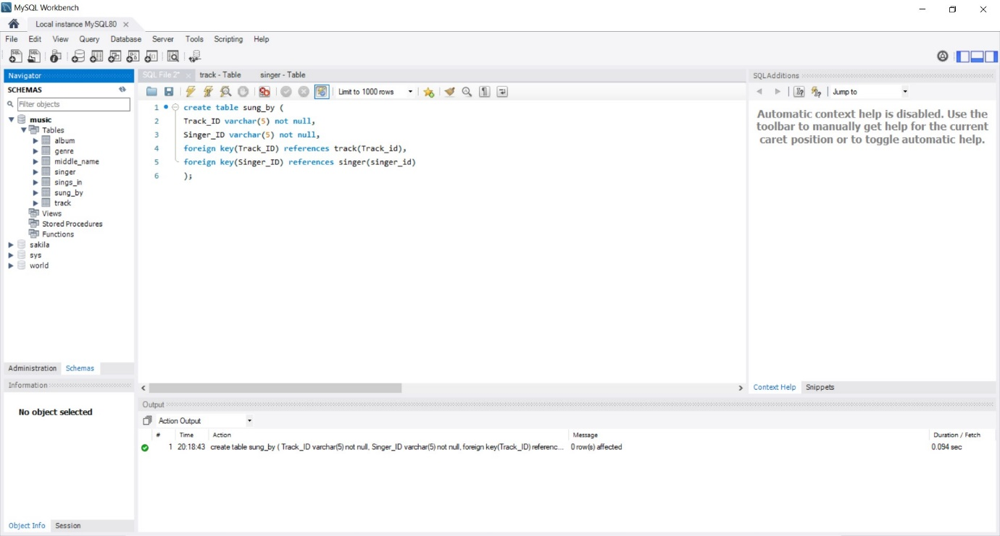 MySQL Workbench
Local instance MySQL80
File Edit View Query Database Server Tools Scripting Help
Navigator
SCHEMAS
Filter objects
music
Tables
album
genre
middle_name
singer
sings_in
sung_by
track
Views
Stored Procedures
Functions
sakila
sys
world
Administration Schemas
Information
No object selected
Object Info Session
SQL File 2* track - Table singer - Table
Limit to 1000 rows
1 create table sung_by (
2 Track_ID varchar(5) not null,
3 Singer_ID varchar(5) not null,
4 foreign key(Track_ID) references track(Track_id),
5 foreign key(Singer_ID) references singer(singer_id)
6 );
Output
Action Output
# Time Action Message Duration / Fetch
1 20:18:43 create table sung_by ( Track_ID varchar(5) not null, Singer_ID varchar(5) not null, foreign key(Track_ID) referenc... 0 row(s) affected 0.094 sec
SQLAdditions
Jump to
Automatic context help is disabled. Use the
toolbar to manually get help for the current
caret position or to toggle automatic help.
Context Help Snippets